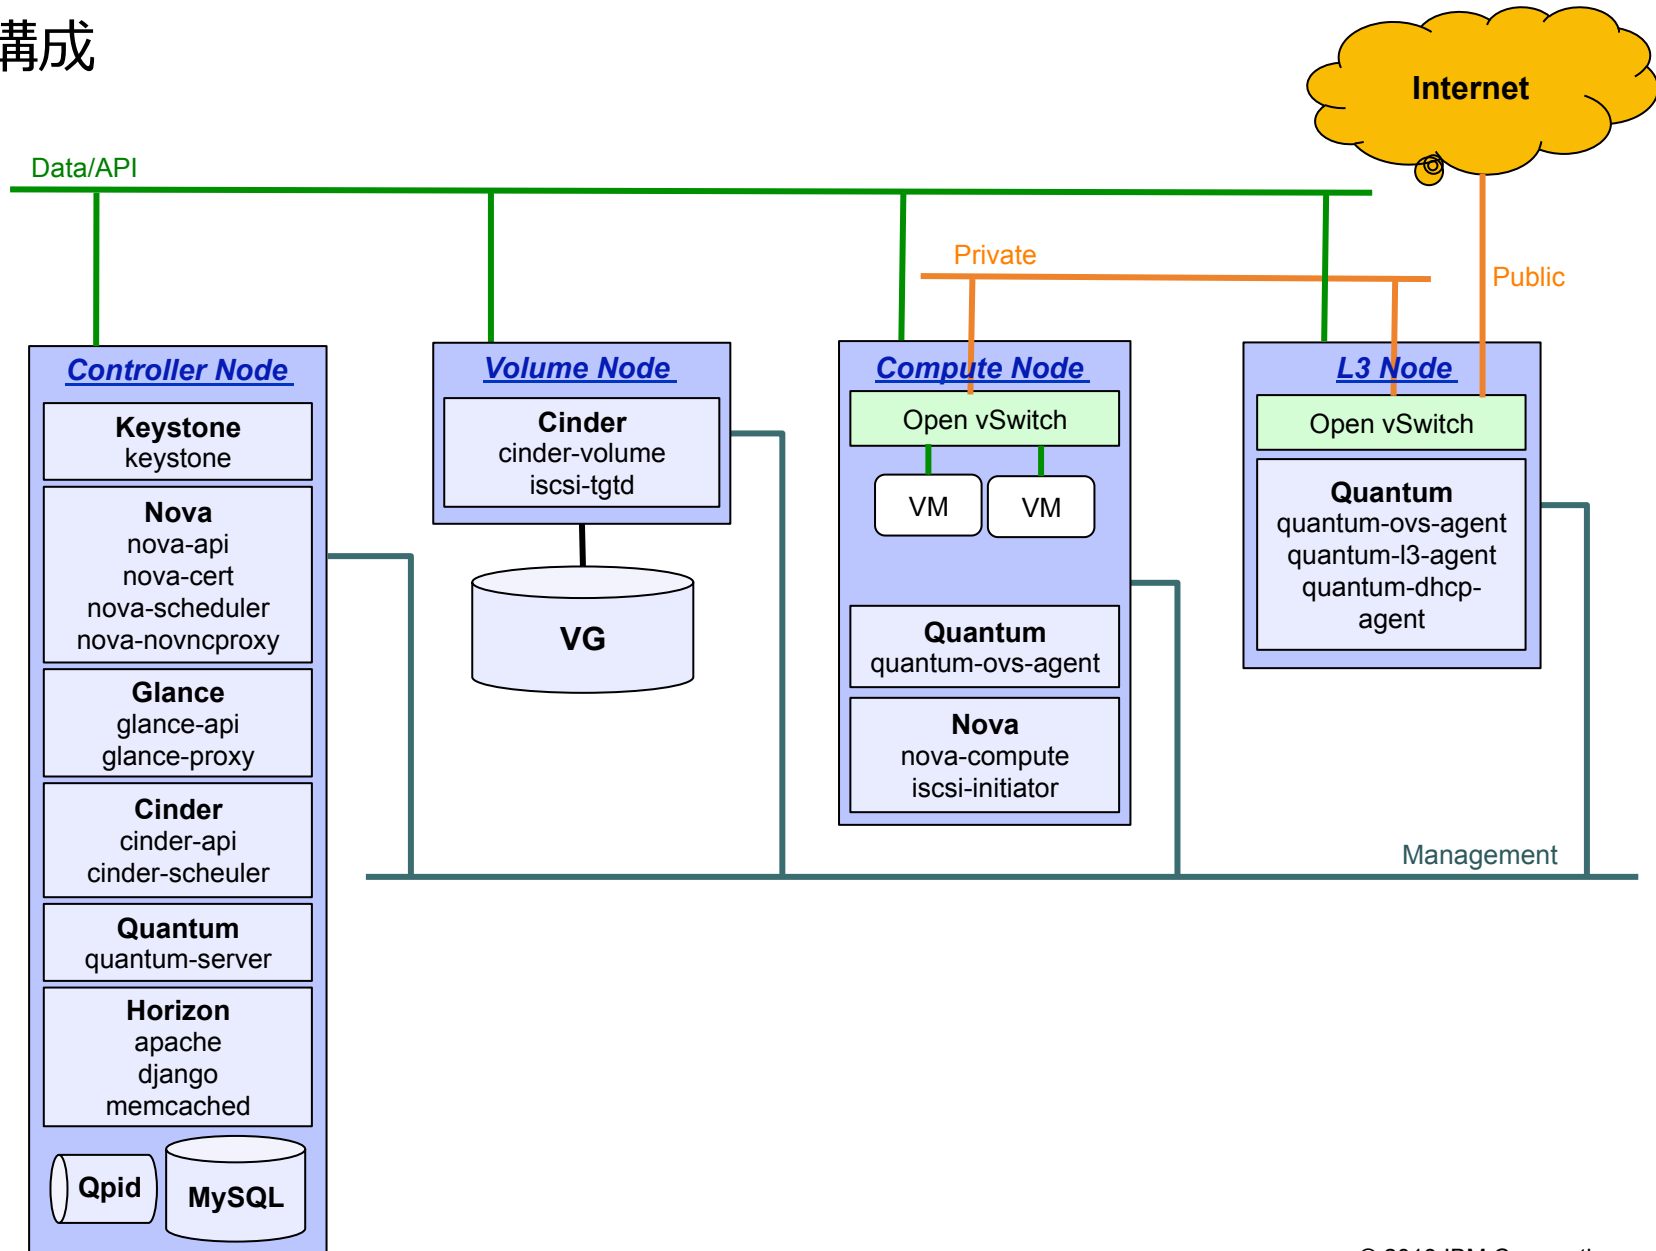 構成
Internet
Data/API
Private
Public
Controller Node
Keystone
keystone
Nova
nova-api
nova-cert
nova-scheduler
nova-novncproxy
Glance
glance-api
glance-proxy
Cinder
cinder-api
cinder-scheuler
Quantum
quantum-server
Horizon
apache
django
memcached
Qpid
MySQL
Volume Node
Cinder
cinder-volume
iscsi-tgtd
VG
Compute Node
Open vSwitch
VM
VM
Quantum
quantum-ovs-agent
Nova
nova-compute
iscsi-initiator
L3 Node
Open vSwitch
Quantum
quantum-ovs-agent
quantum-l3-agent
quantum-dhcp-
agent
Management